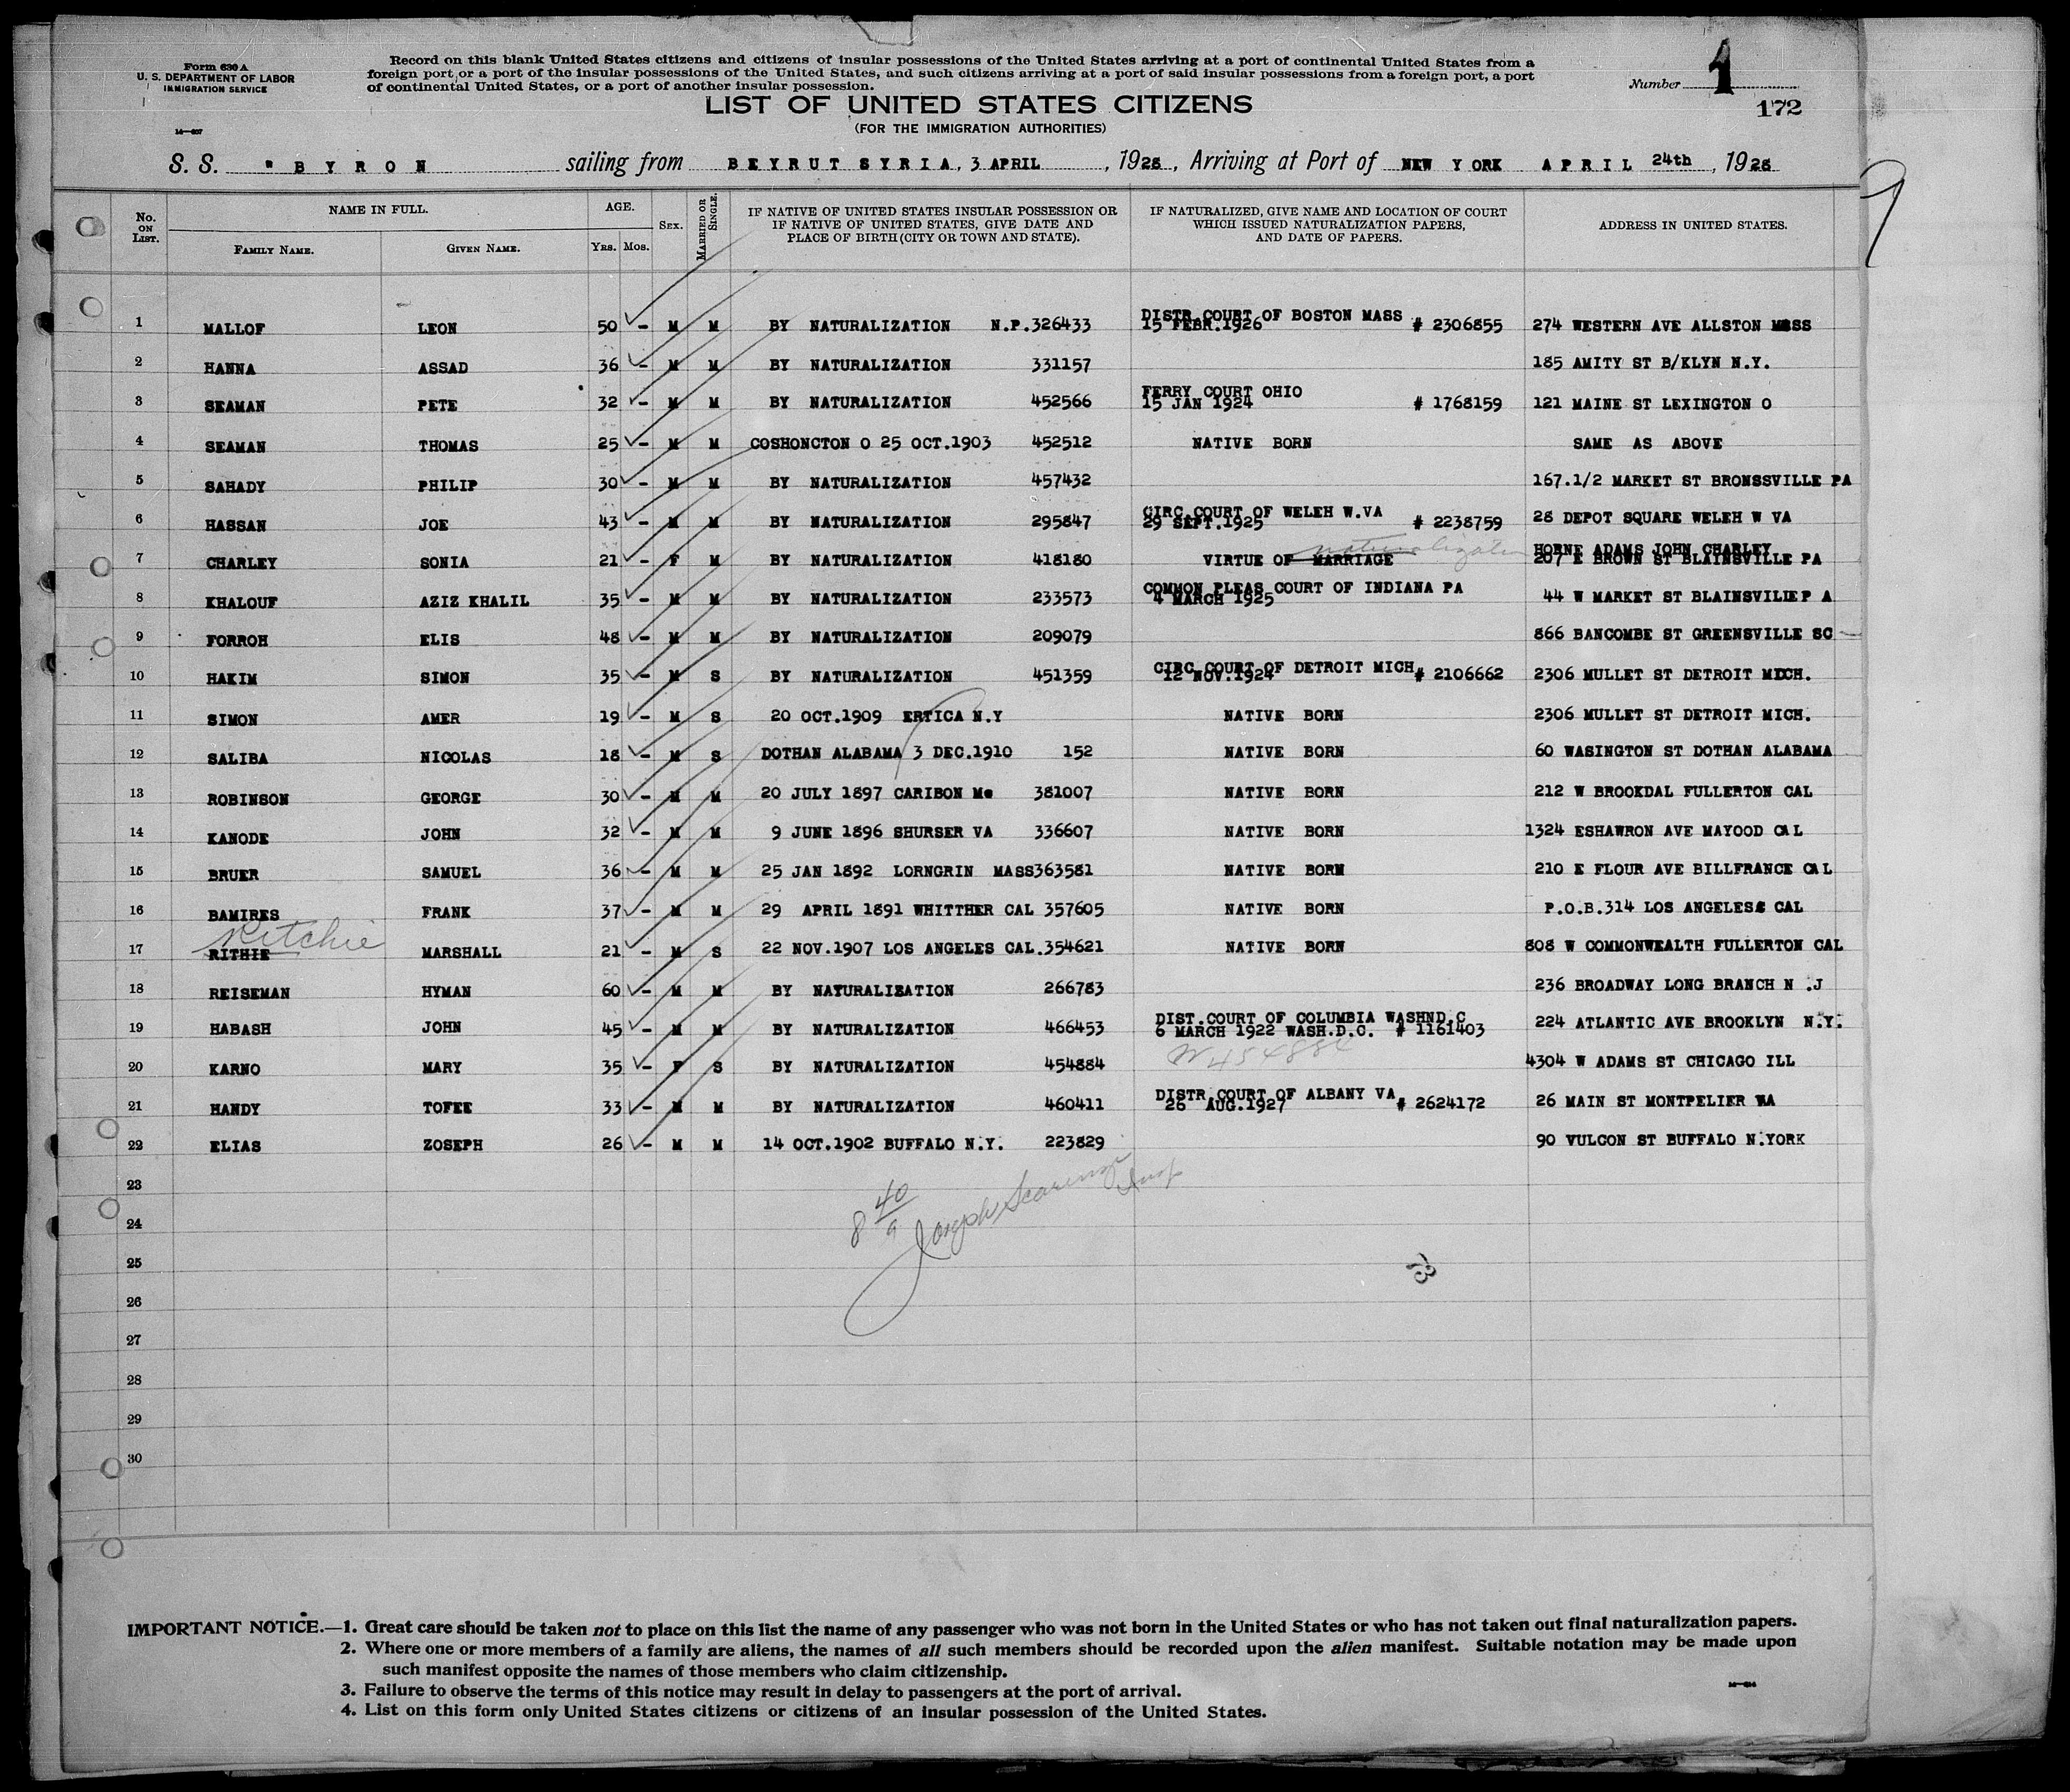 Form 630 A
U. S. DEPARTMENT OF LABOR
IMMIGRATION SERVICE
Record on this blank United States citizens and citizens of insular possessions of the United States arriving at a port of continental United States from a
foreign port or a port of the insular possessions of the United States, and such citizens arriving at a port of said insular possessions from a foreign port, a port
of continental United States, or a port of another insular possession.
Number 1
172
LIST OF UNITED STATES CITIZENS
(FOR THE IMMIGRATION AUTHORITIES)
S. S. " BYRON sailing from BEYRUT SYRIA, 3 APRIL, 1928, Arriving at Port of NEW YORK APRIL 24th, 1928
9
No. ON LIST.
NAME IN FULL.
FAMILY NAME. GIVEN NAME.
AGE.
YRS. MOS.
SEX.
MARRIED OR SINGLE.
IF NATIVE OF UNITED STATES INSULAR POSSESSION OR
IF NATIVE OF UNITED STATES, GIVE DATE AND
PLACE OF BIRTH (CITY OR TOWN AND STATE).
IF NATURALIZED, GIVE NAME AND LOCATION OF COURT
WHICH ISSUED NATURALIZATION PAPERS,
AND DATE OF PAPERS.
ADDRESS IN UNITED STATES.
DISTR COURT OF BOSTON MASS
1 MALLOF LEON 50 - M M BY NATURALIZATION N.P.326433 15 FEBR.1926 # 2306855 274 WESTERN AVE ALLSTON MASS
2 HANNA ASSAD 36 - M M BY NATURALIZATION 331157 185 AMITY ST B/KLYN N.Y.
FERRY COURT OHIO
3 SEAMAN PETE 32 - M M BY NATURALIZATION 452566 15 JAN 1924 # 1768159 121 MAINE ST LEXINGTON O
4 SEAMAN THOMAS 25 - M M COSHONCTON O 25 OCT.1903 452512 NATIVE BORN SAME AS ABOVE
5 SAHADY PHILIP 30 - M M BY NATURALIZATION 457432 167.1/2 MARKET ST BRONSSVILLE PA
CIRC COURT OF WELEH W.VA
6 HASSAN JOE 43 - M M BY NATURALIZATION 295847 29 SEPT.1925 # 2238759 28 DEPOT SQUARE WELEH W VA
naturalization HORNE ADAMS JOHN CHARLEY
7 CHARLEY SONIA 21 - F M BY NATURALIZATION 418180 VIRTUE OF MARRIAGE 207 E BROWN ST BLAINSVILLE PA
COMMON PLEAS COURT OF INDIANA PA
8 KHALOUF AZIZ KHALIL 35 - M M BY NATURALIZATION 233573 4 MARCH 1925 44 W MARKET ST BLAINSVILIEP A
9 FORROH ELIS 48 - M M BY NATURALIZATION 209079 866 BANCOMBE ST GREENSVILLE SC
CIRC COURT OF DETROIT MICH
10 HAKIM SIMON 35 - M S BY NATURALIZATION 451359 12 NOV.1924 # 2106662 2306 MULLET ST DETROIT MICH.
11 SIMON AMER 19 - M S 20 OCT.1909 ERTICA N.Y NATIVE BORN 2306 MULLET ST DETROIT MICH.
12 SALIBA NICOLAS 18 - M S DOTHAN ALABAMA 3 DEC.1910 152 NATIVE BORN 60 WASINGTON ST DOTHAN ALABAMA
13 ROBINSON GEORGE 30 - M M 20 JULY 1897 CARIBON Me 381007 NATIVE BORN 212 W BROOKDAL FULLERTON CAL
14 KANODE JOHN 32 - M M 9 JUNE 1896 SHURSER VA 336607 NATIVE BORN 1324 ESHAWRON AVE MAYOOD CAL
15 BRUER SAMUEL 36 - M M 25 JAN 1892 LORNGRIN MASS363581 NATIVE BORN 210 E FLOUR AVE BILLFRANCE CAL
16 BAMIRES FRANK 37 - M M 29 APRIL 1891 WHITTHER CAL 357605 NATIVE BORN P.O.B.314 LOS ANGELES CAL
Ritchie
17 RITHIE MARSHALL 21 - M S 22 NOV.1907 LOS ANGELES CAL.354621 NATIVE BORN 808 W COMMONWEALTH FULLERTON CAL
18 REISEMAN HYMAN 60 - M M BY NATURALIZATION 266783 236 BROADWAY LONG BRANCH N .J
DIST.COURT OF COLUMBIA WASHND.C
19 HABASH JOHN 45 - M M BY NATURALIZATION 466453 6 MARCH 1922 WASH.D.C. # 1161403 224 ATLANTIC AVE BROOKLYN N.Y.
20 KARNO MARY 35 - F S BY NATURALIZATION 454884 N 454884 4304 W ADAMS ST CHICAGO ILL
DISTR COURT OF ALBANY VA
21 HANDY TOFEE 33 - M M BY NATURALIZATION 460411 26 AUG.1927 # 2624172 26 MAIN ST MONTPELIER WA
22 ELIAS ZOSEPH 26 - M M 14 OCT.1902 BUFFALO N.Y. 223829 90 VULCON ST BUFFALO N.YORK
23
24
8 40/a Joseph
25
63
26
27
28
29
30
IMPORTANT NOTICE.—1. Great care should be taken not to place on this list the name of any passenger who was not born in the United States or who has not taken out final naturalization papers.
2. Where one or more members of a family are aliens, the names of all such members should be recorded upon the alien manifest. Suitable notation may be made upon
such manifest opposite the names of those members who claim citizenship.
3. Failure to observe the terms of this notice may result in delay to passengers at the port of arrival.
4. List on this form only United States citizens or citizens of an insular possession of the United States.